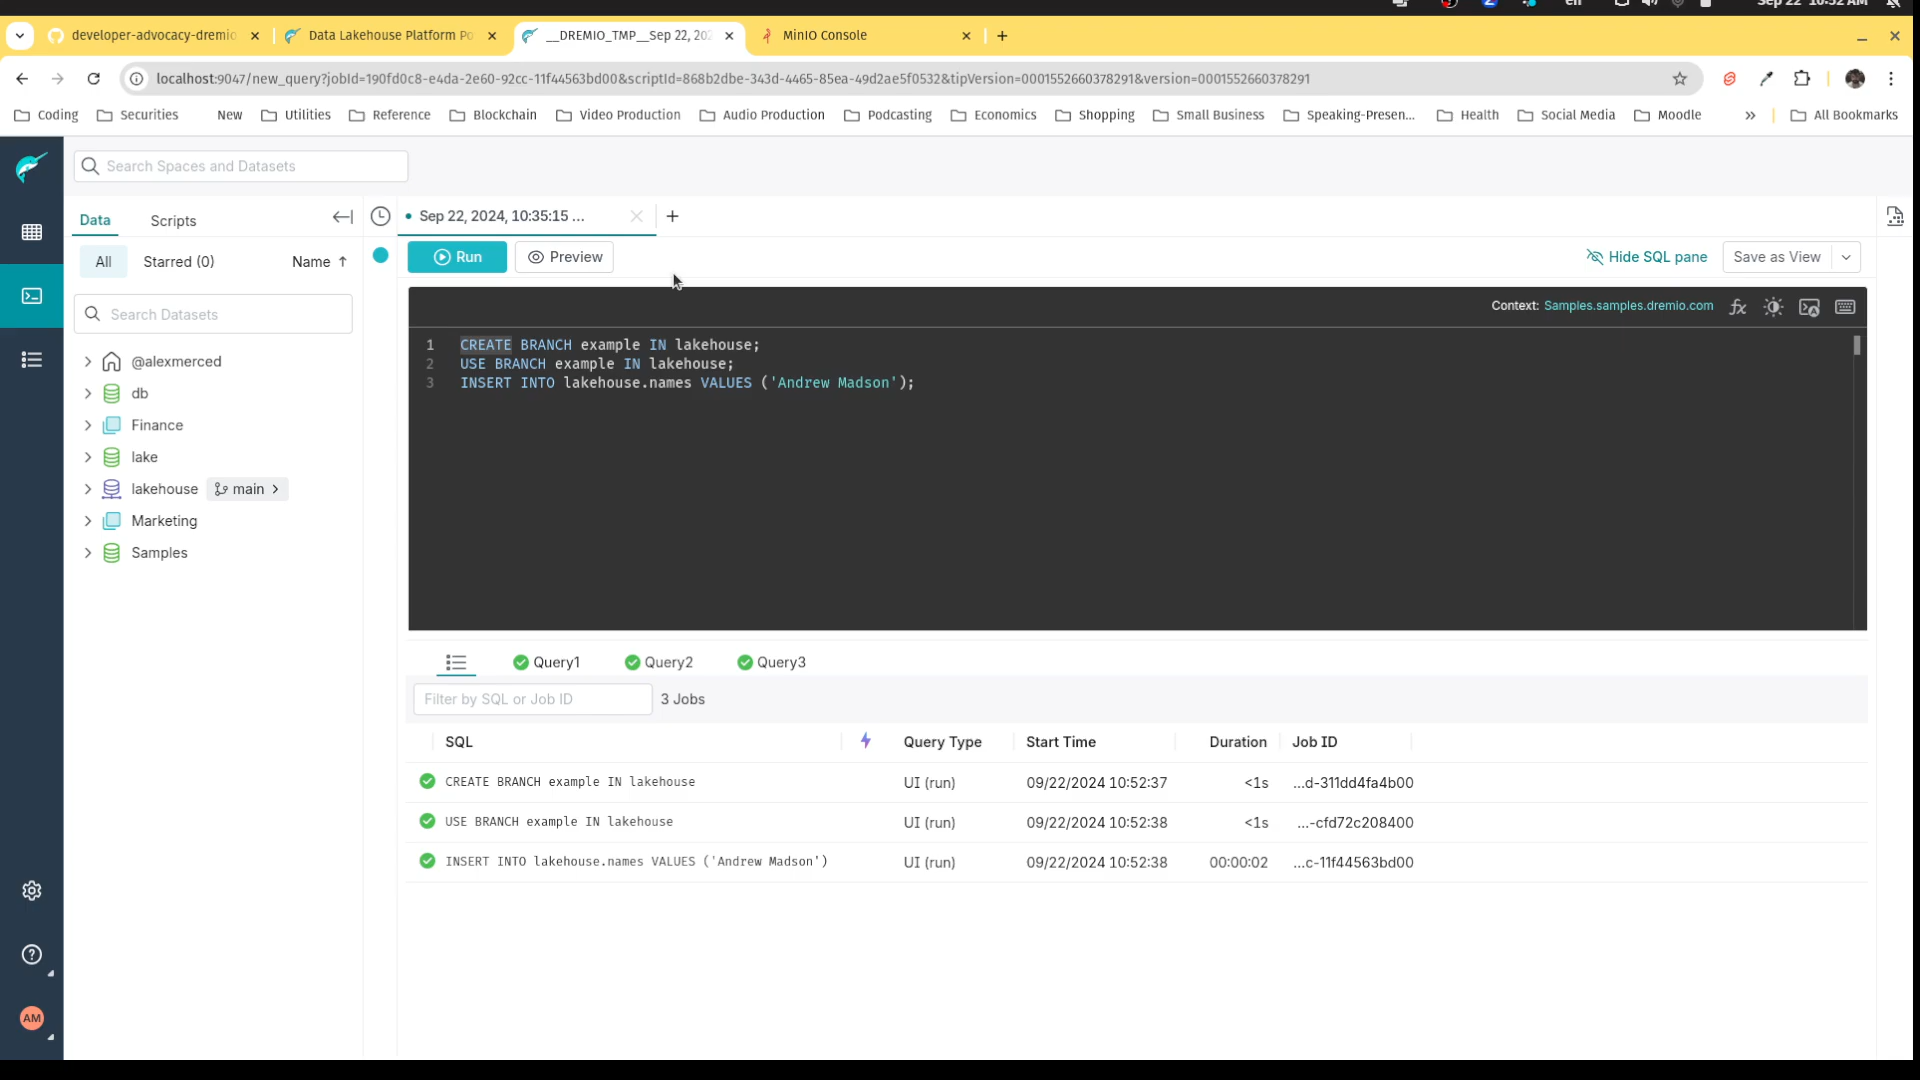 en
Sep 22 10:52 AM
developer-advocacy-dremio
Data Lakehouse Platform Po
__DREMIO_TMP__Sep 22, 202
MinIO Console
localhost:9047/new_query?jobId=190fd0c8-e4da-2e60-92cc-11f44563bd00&scriptId=868b2dbe-343d-4465-85ea-49d2ae5f0532&tipVersion=0001552660378291&version=0001552660378291
Coding Securities New Utilities Reference Blockchain Video Production Audio Production Podcasting Economics Shopping Small Business Speaking-Presen... Health Social Media Moodle » All Bookmarks
Search Spaces and Datasets
Data
Scripts
Sep 22, 2024, 10:35:15 ...
All
Starred (0)
Name
Run
Preview
Hide SQL pane
Save as View
Search Datasets
Context: Samples.samples.dremio.com
fx
@alexmerced
db
Finance
lake
lakehouse main
Marketing
Samples
AM
1 CREATE BRANCH example IN lakehouse;
2 USE BRANCH example IN lakehouse;
3 INSERT INTO lakehouse.names VALUES ('Andrew Madson');
Query1
Query2
Query3
Filter by SQL or Job ID
3 Jobs
SQL Query Type Start Time Duration Job ID
CREATE BRANCH example IN lakehouse UI (run) 09/22/2024 10:52:37 <1s ...d-311dd4fa4b00
USE BRANCH example IN lakehouse UI (run) 09/22/2024 10:52:38 <1s ...-cfd72c208400
INSERT INTO lakehouse.names VALUES ('Andrew Madson') UI (run) 09/22/2024 10:52:38 00:00:02 ...c-11f44563bd00